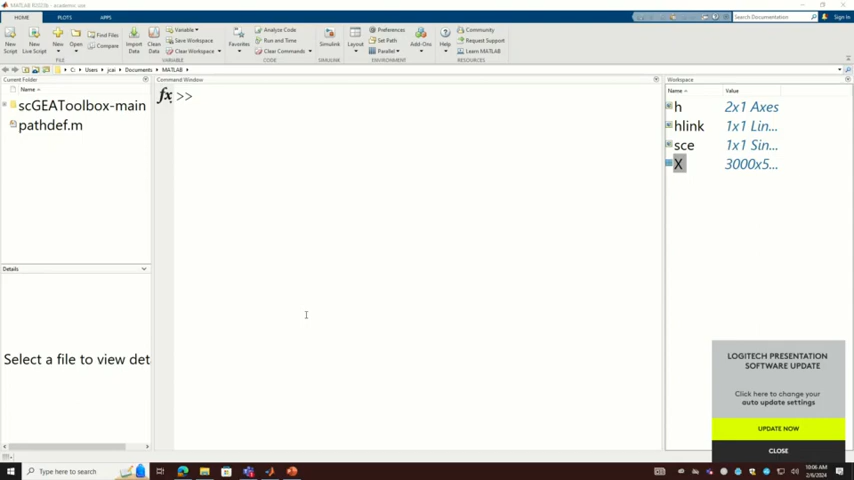 HOME PLOTS APPS
Search Documentation
Sign In
New Script
New Live Script
New
Open
Find Files
Compare
Import Data
Clean Data
Variable
Save Workspace
Clear Workspace
Favorites
Analyze Code
Run and Time
Clear Commands
Simulink
Layout
Preferences
Set Path
Parallel
Add-Ons
Help
Community
Request Support
Learn MATLAB
FILE VARIABLE CODE SIMULINK ENVIRONMENT RESOURCES
C: Users jcai Documents MATLAB
Current Folder
Name
scGEAToolbox-main
pathdef.m
Details
Select a file to view det
Command Window
fx >>
Workspace
Name Value
h 2x1 Axes
hlink 1x1 Lin...
sce 1x1 Sin...
X 3000x5...
LOGITECH PRESENTATION
SOFTWARE UPDATE
Click here to change your
auto update settings
UPDATE NOW
CLOSE
Type here to search
10:06 AM
2/6/2024